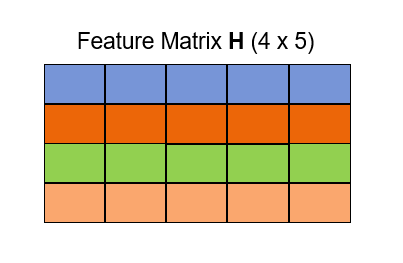 Feature Matrix H (4 x 5)